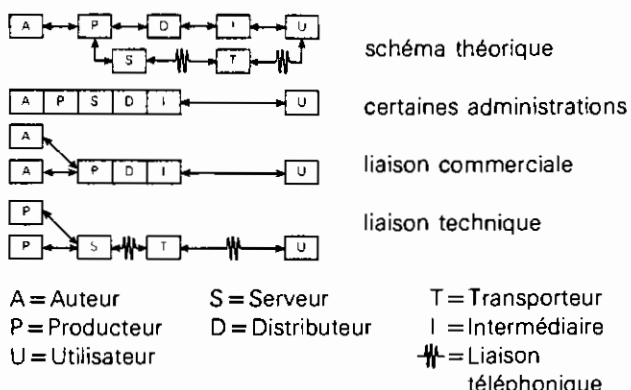 A P D I U
S T
schéma théorique
A P S D I U
certaines administrations
A
A P D I U
liaison commerciale
P
liaison technique
P S T U
A = Auteur S = Serveur T = Transporteur
P = Producteur D = Distributeur I = Intermédiaire
U = Utilisateur = Liaison
téléphonique